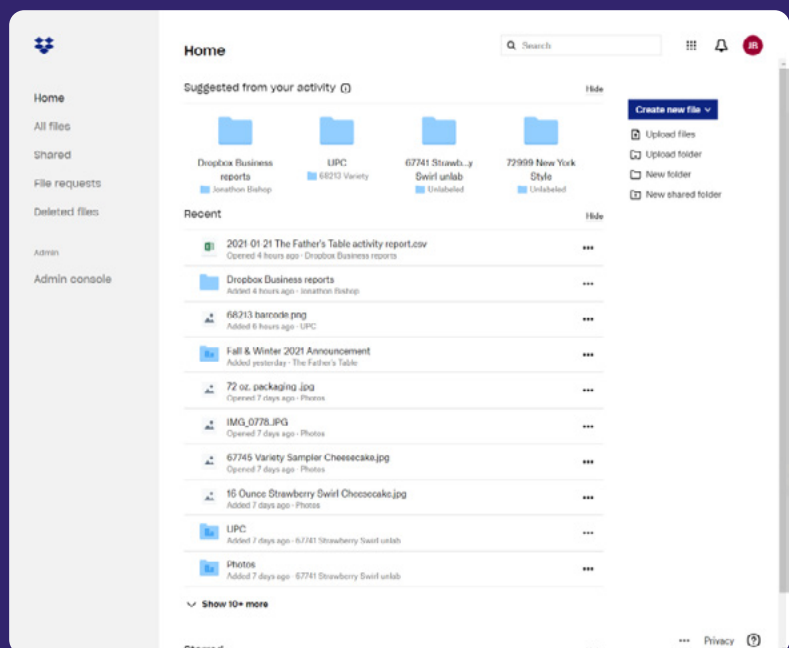 Home
Search
JB
Home
All files
Shared
File requests
Deleted files
Admin
Admin console
Suggested from your activity
Hide
Dropbox Business
reports
Jonathon Bishop
UPC
68213 Variety
67741 Strawb...y
Swirl unlab
Unlabeled
72999 New York
Style
Unlabeled
Create new file
Upload files
Upload folder
New folder
New shared folder
Recent
Hide
2021-01-21 The Father's Table activity report.csv
Opened 4 hours ago · Dropbox Business reports
Dropbox Business reports
Added 4 hours ago · Jonathon Bishop
68213 barcode.png
Added 6 hours ago · UPC
Fall & Winter 2021 Announcement
Added yesterday · The Father's Table
72 oz. packaging .jpg
Opened 7 days ago · Photos
IMG_0778.JPG
Opened 7 days ago · Photos
67745 Variety Sampler Cheesecake.jpg
Opened 7 days ago · Photos
16 Ounce Strawberry Swirl Cheesecake.jpg
Added 7 days ago · Photos
UPC
Added 7 days ago · 67741 Strawberry Swirl unlab
Photos
Added 7 days ago · 67741 Strawberry Swirl unlab
Show 10+ more
Privacy